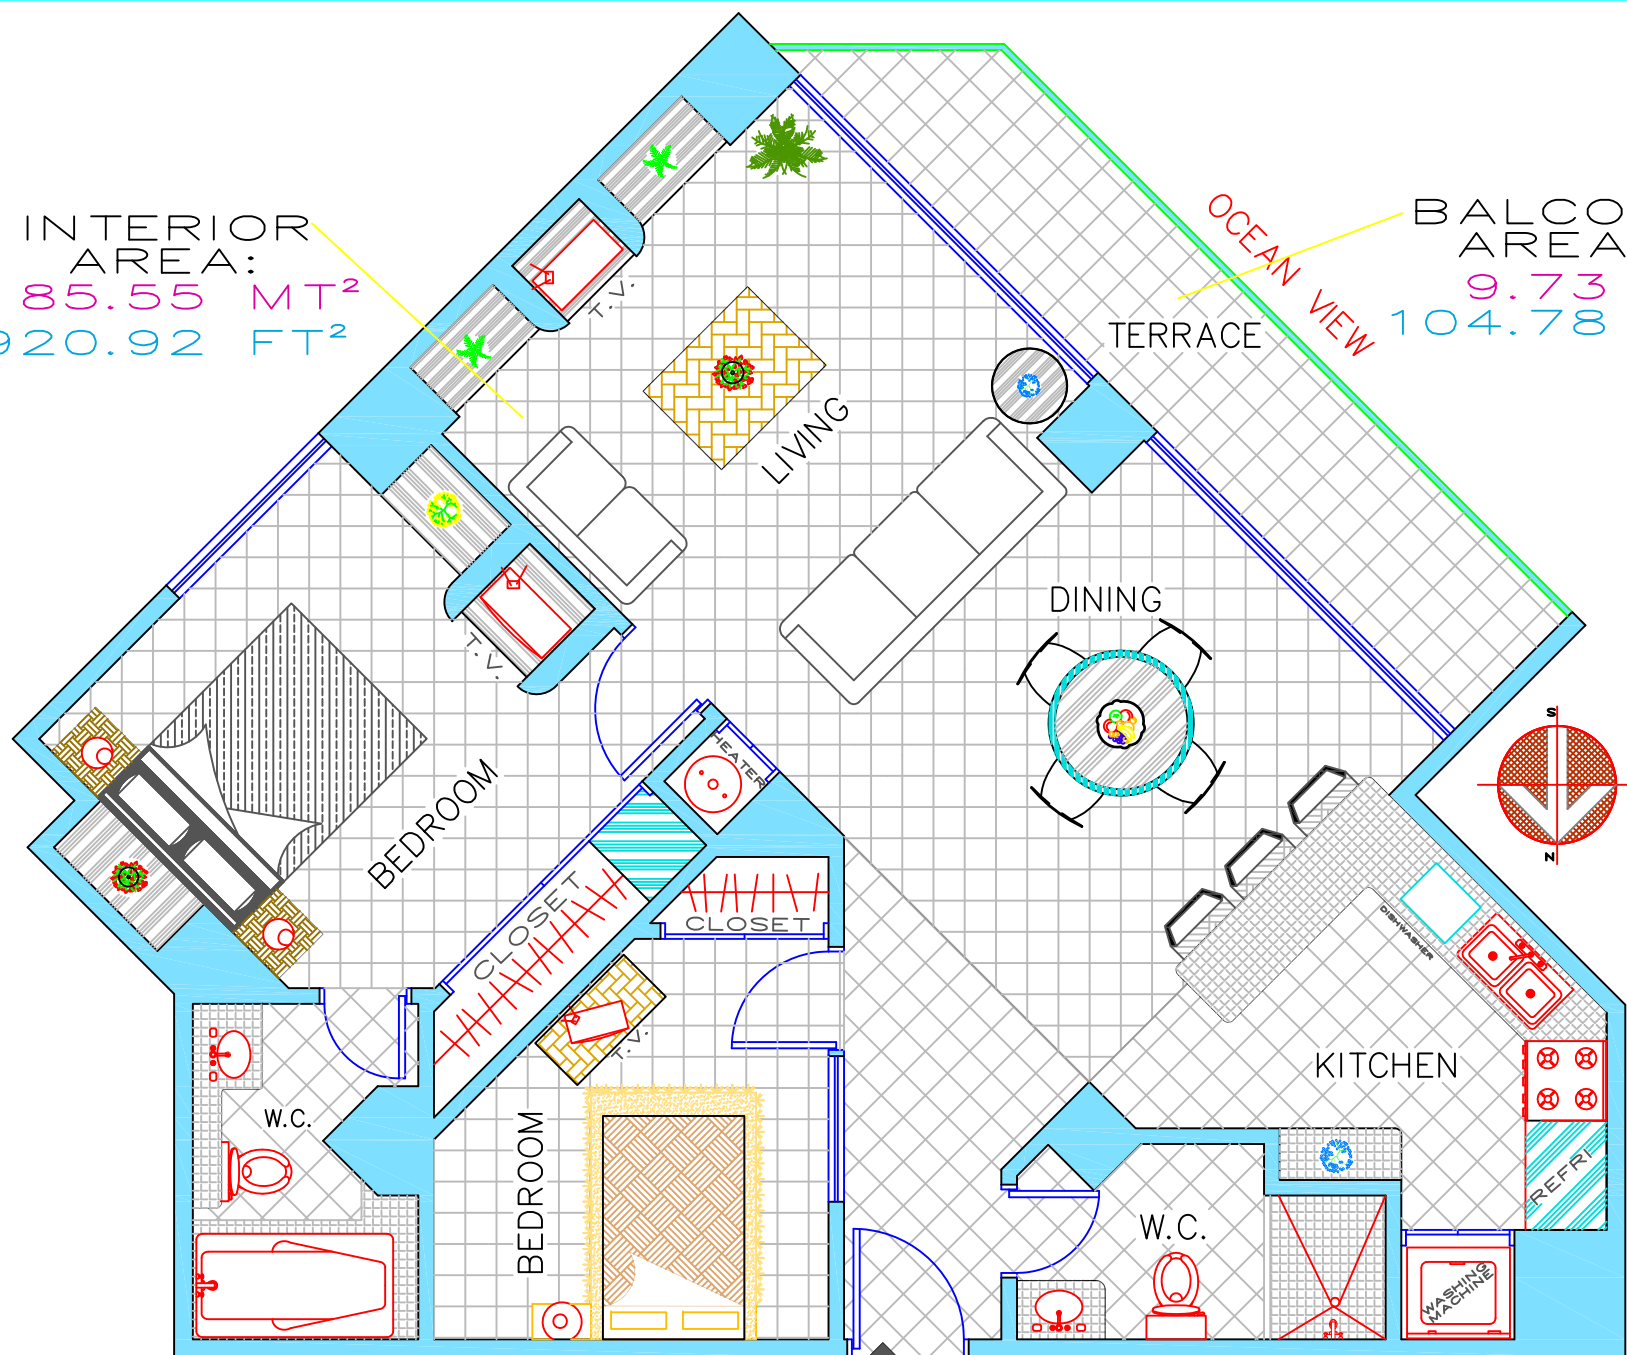 INTERIOR
AREA:
85.55 MT²
920.92 FT²
BALCO
AREA
9.73
104.78
OCEAN VIEW
TERRACE
T.V.
LIVING
DINING
T.V.
HEATER
BEDROOM
CLOSET
CLOSET
S
N
DISHWASHER
KITCHEN
T.V.
W.C.
BEDROOM
REFRI
W.C.
WASHING
MACHINE